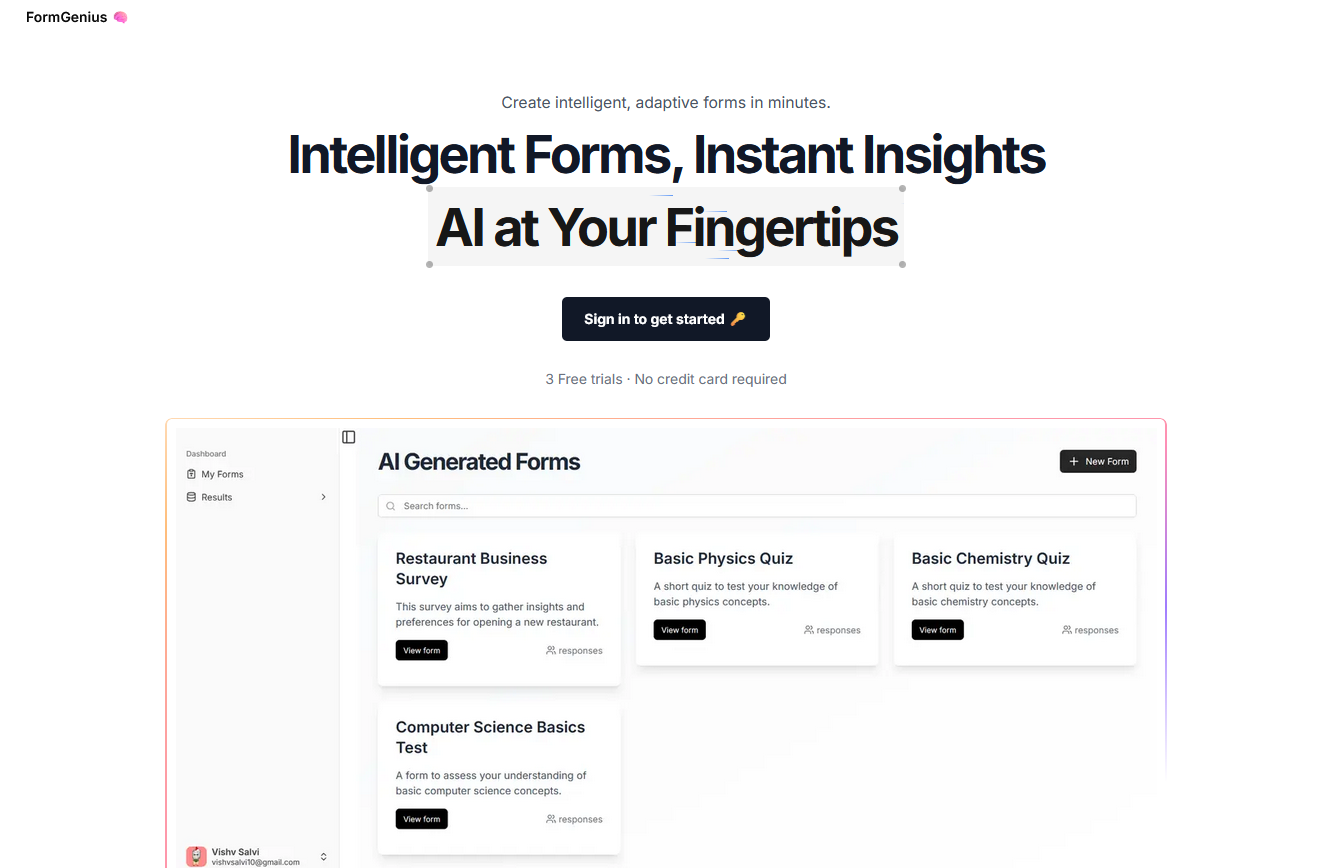 FormGenius 🧠
Create intelligent, adaptive forms in minutes.
Intelligent Forms, Instant Insights
AI at Your Fingertips
Sign in to get started 🔑
3 Free trials · No credit card required
Dashboard
My Forms
Results
AI Generated Forms
New Form
Search forms...
Restaurant Business
Survey
This survey aims to gather insights and
preferences for opening a new restaurant.
View form
responses
Basic Physics Quiz
A short quiz to test your knowledge of
basic physics concepts.
View form
responses
Basic Chemistry Quiz
A short quiz to test your knowledge of
basic chemistry concepts.
View form
responses
Computer Science Basics
Test
A form to assess your understanding of
basic computer science concepts.
View form
responses
Vishv Salvi
vishvsalvi10@gmail.com